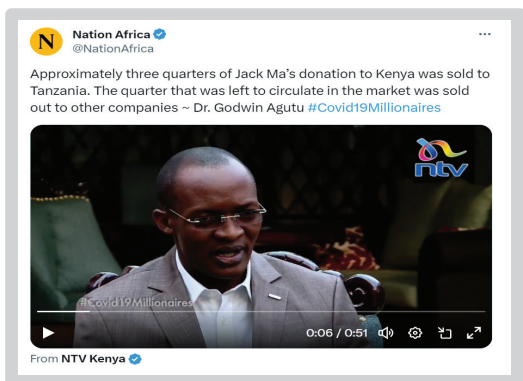 N
Nation Africa
@NationAfrica
Approximately three quarters of Jack Ma's donation to Kenya was sold to
Tanzania. The quarter that was left to circulate in the market was sold
out to other companies ~ Dr. Godwin Agutu #Covid19Millionaires
ntv
#Covid19Millionaires
0:06 / 0:51
From NTV Kenya